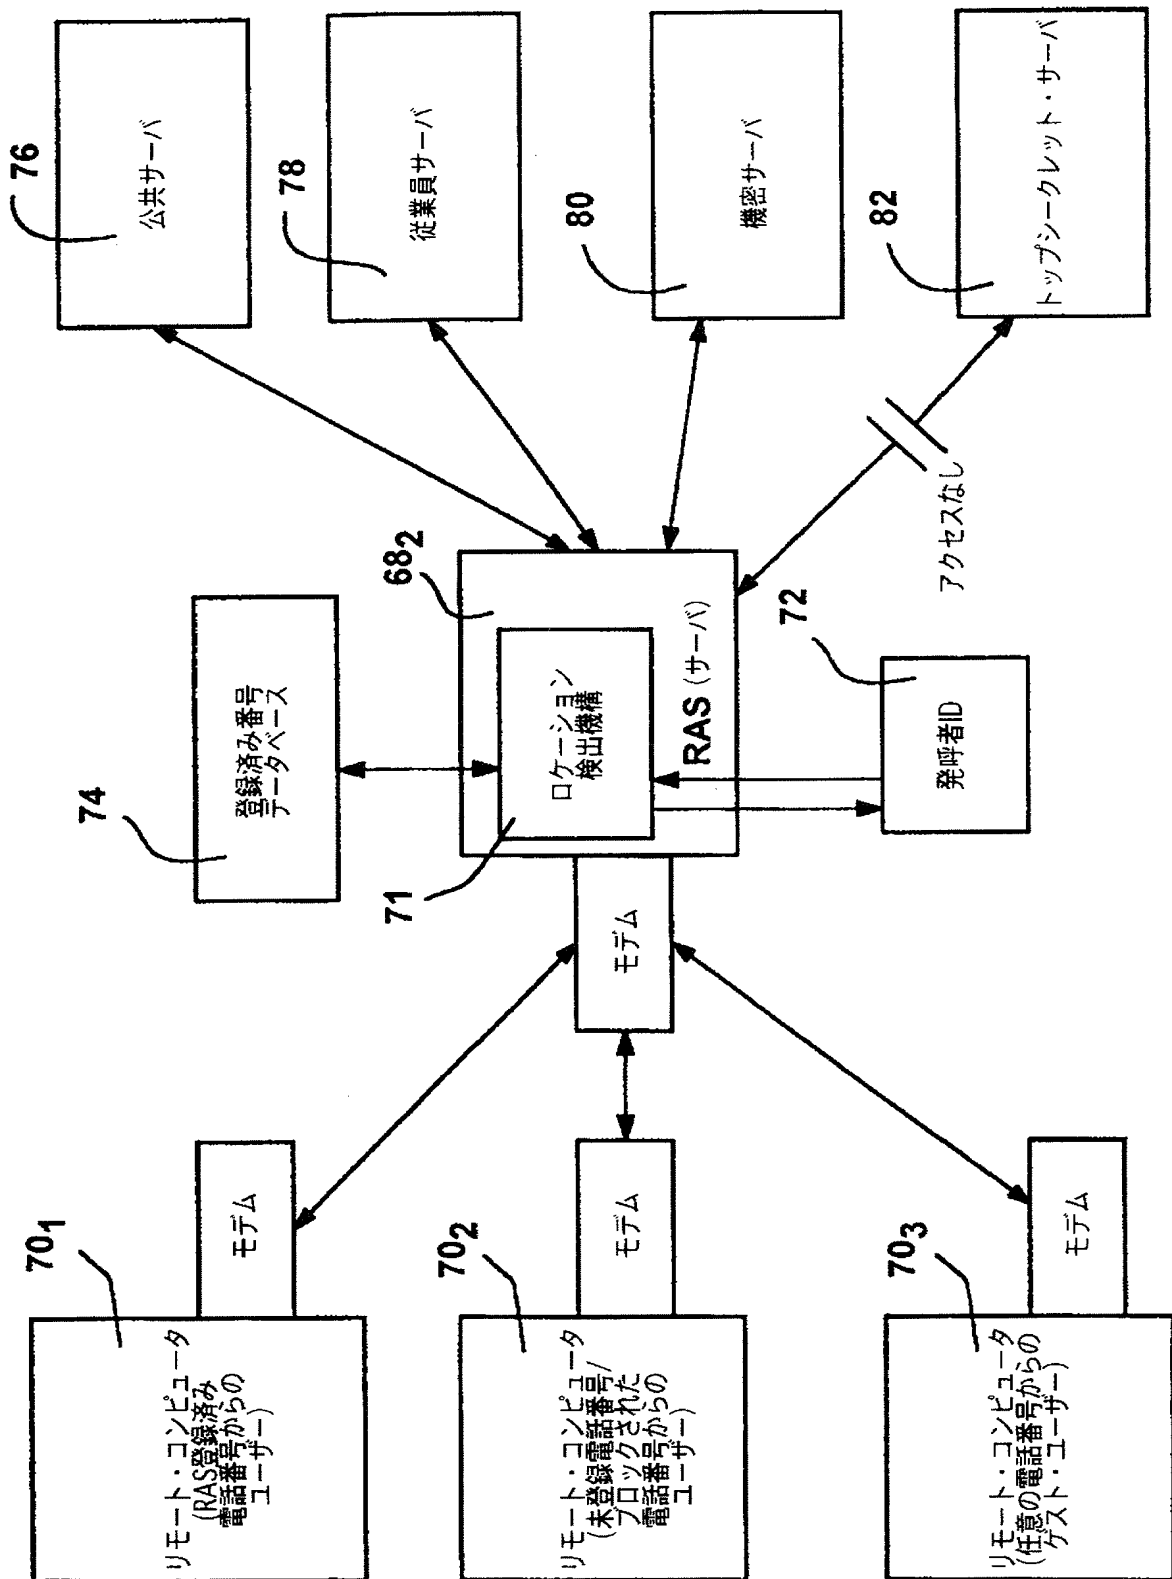 70₁
リモート・コンピュータ
(RAS登録済み
電話番号からの
ユーザー)
モデム
70₂
リモート・コンピュータ
(未登録電話番号/
ブロックされた
電話番号からの
ユーザー)
モデム
70₃
リモート・コンピュータ
(任意の電話番号からの
ゲスト・ユーザー)
モデム
モデム
74
登録済み番号
データベース
68₂
71
ロケーション
検出機構
RAS (サーバ)
72
発呼者ID
76
公共サーバ
78
従業員サーバ
80
機密サーバ
82
トップシークレット・サーバ
アクセスなし